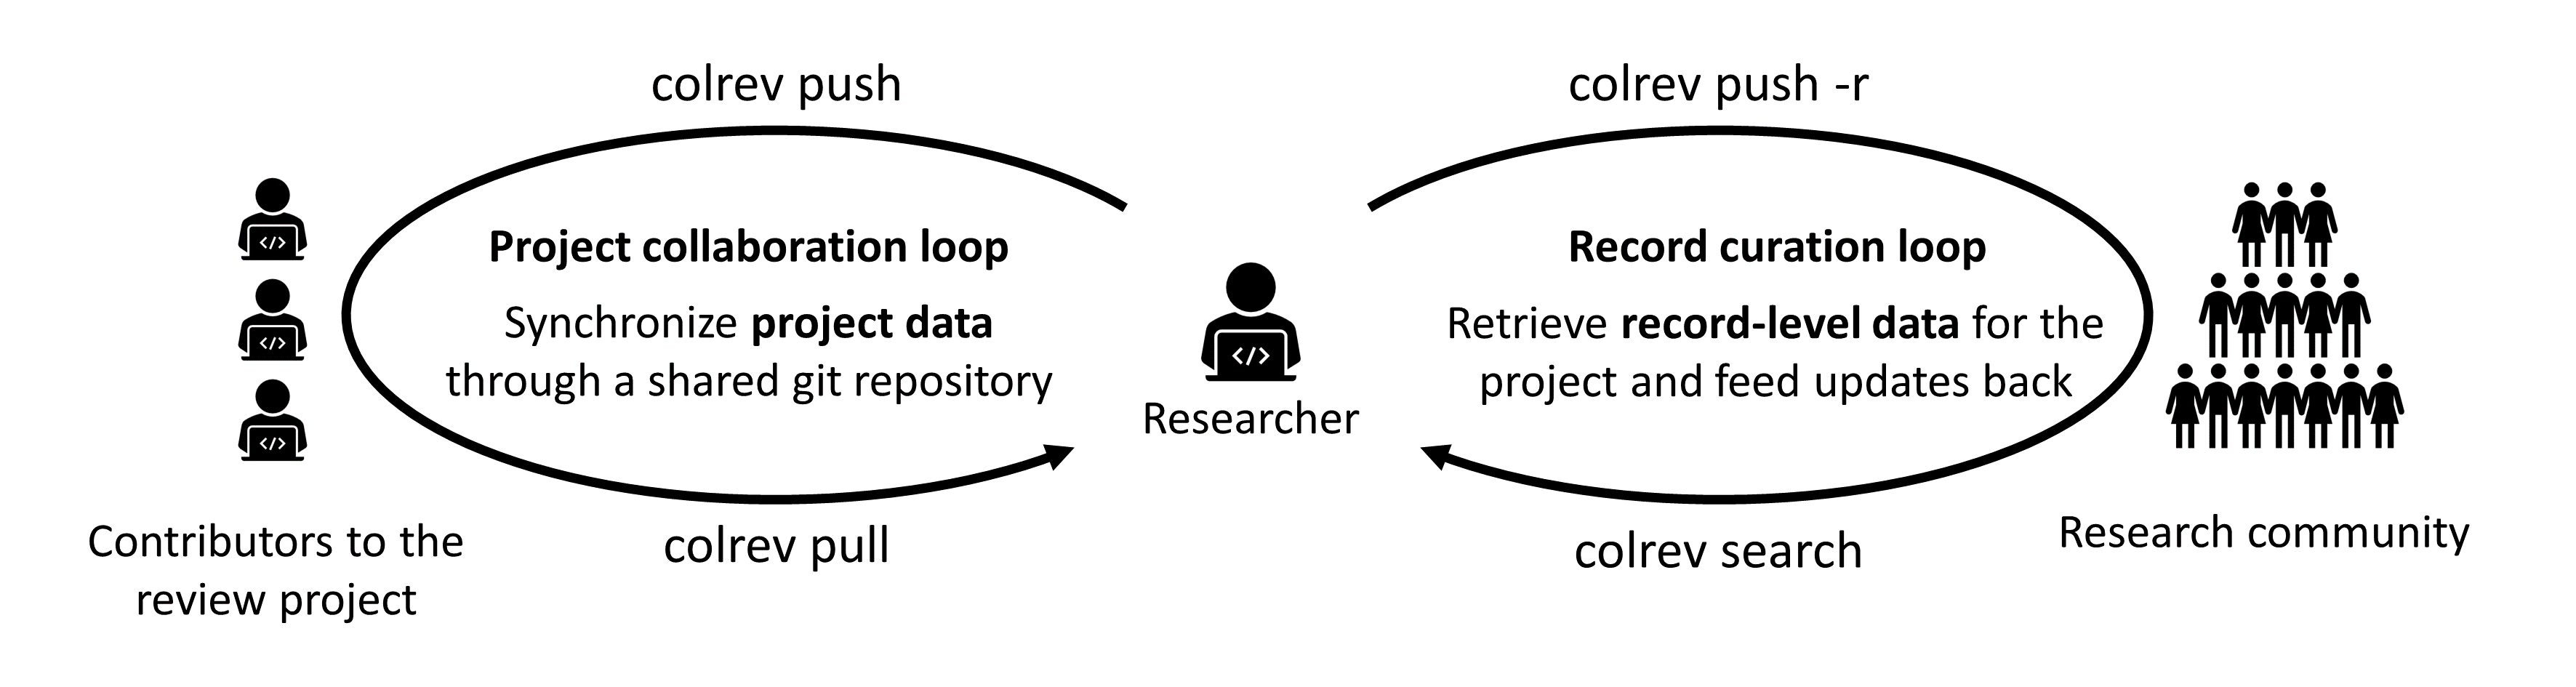 colrev push
colrev push -r
Project collaboration loop
Synchronize project data
through a shared git repository
Record curation loop
Retrieve record-level data for the
project and feed updates back
</>
</>
</>
</>
Researcher
colrev pull
colrev search
Contributors to the
review project
Research community